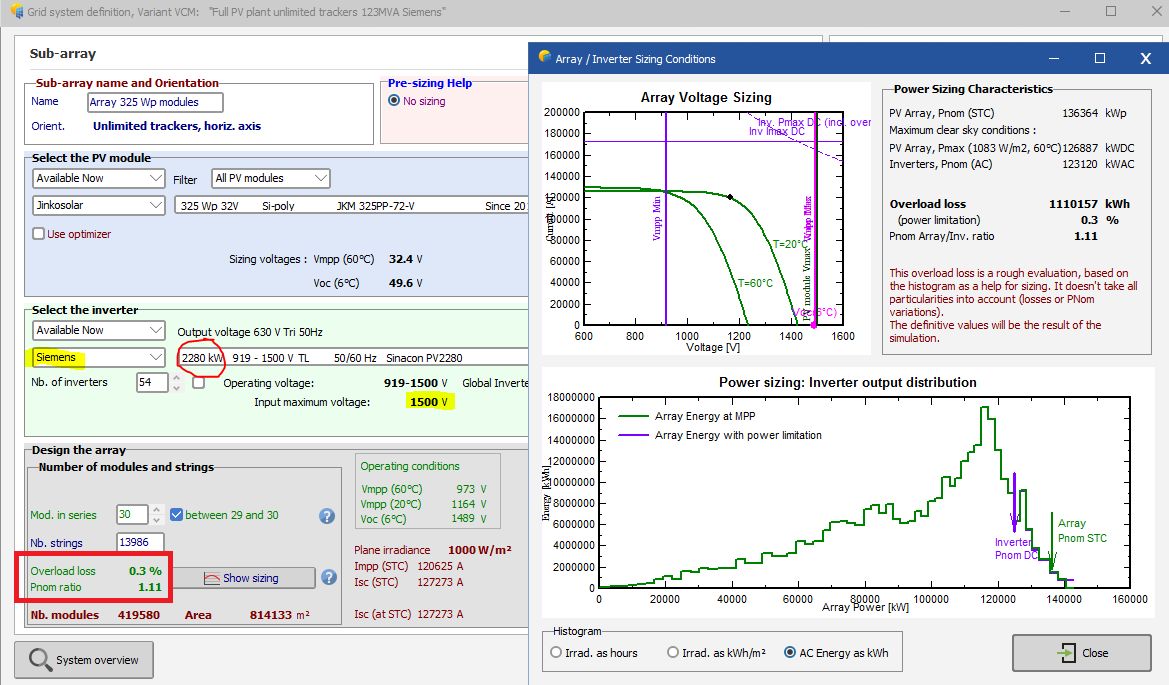 Grid system definition, Variant VCM: "Full PV plant unlimited trackers 123MVA Siemens"
Sub-array
Sub-array name and Orientation
Name Array 325 Wp modules
Orient. Unlimited trackers, horiz. axis
Pre-sizing Help
No sizing
Select the PV module
Available Now Filter All PV modules
Jinkosolar 325 Wp 32V Si-poly JKM 325PP-72-V Since 201
Use optimizer
Sizing voltages : Vmpp (60°C) 32.4 V
Voc (6°C) 49.6 V
Select the inverter
Available Now Output voltage 630 V Tri 50Hz
Siemens 2280 kW 919 - 1500 V TL 50/60 Hz Sinacon PV2280
Nb. of inverters 54 Operating voltage: 919-1500 V Global Inverte
Input maximum voltage: 1500 V
Design the array
Number of modules and strings
Mod. in series 30 between 29 and 30 ?
Nb. strings 13986
Overload loss 0.3 %
Pnom ratio 1.11
Show sizing ?
Nb. modules 419580 Area 814133 m²
Operating conditions
Vmpp (60°C) 973 V
Vmpp (20°C) 1164 V
Voc (6°C) 1489 V
Plane irradiance 1000 W/m²
Impp (STC) 120625 A
Isc (STC) 127273 A
Isc (at STC) 127273 A
System overview
Array / Inverter Sizing Conditions
Array Voltage Sizing
200000
180000
160000
140000
120000
100000
80000
60000
40000
20000
0
600 800 1000 1200 1400 1600
Voltage [V]
Current [A]
Inv. Pmax DC (inc. over
Inv Imax DC
Vmpp Min
T=20°C
T=60°C
PV module Vmax
Voc(6°C)
Power Sizing Characteristics
PV Array, Pnom (STC) 136364 kWp
Maximum clear sky conditions :
PV Array, Pmax (1083 W/m2, 60°C) 126887 kWDC
Inverters, Pnom (AC) 123120 kWAC
Overload loss 1110157 kWh
(power limitation) 0.3 %
Pnom Array/Inv. ratio 1.11
This overload loss is a rough evaluation, based on
the histogram as a help for sizing. It doesn't take all
particularities into account (losses or PNom
variations).
The definitive values will be the result of the
simulation.
Power sizing: Inverter output distribution
18000000
16000000
14000000
12000000
10000000
8000000
6000000
4000000
2000000
0
0 20000 40000 60000 80000 100000 120000 140000 160000
Array Power [kW]
Energy [kWh]
Array Energy at MPP
Array Energy with power limitation
Inverter
Pnom DC
Array
Pnom STC
Histogram
Irrad. as hours Irrad. as kWh/m² AC Energy as kWh
Close